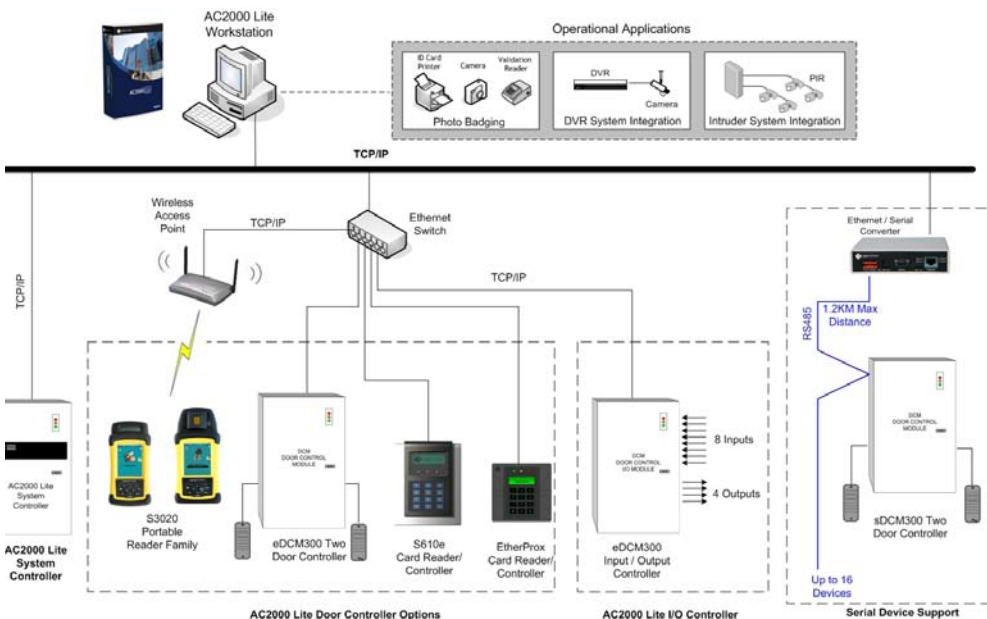 AC2000 Lite
Workstation
Operational Applications
ID Card
Printer
Camera
Validation
Reader
Photo Badging
DVR
Camera
DVR System Integration
PIR
Intruder System Integration
TCP/IP
TCP/IP
Wireless
Access
Point
TCP/IP
Ethernet
Switch
TCP/IP
Ethernet / Serial
Converter
RS485
1.2KM Max
Distance
AC2000 Lite
System
Controller
AC2000 Lite
System
Controller
S3020
Portable
Reader Family
DCM
DOOR CONTROL
MODULE
eDCM300 Two
Door Controller
S610e
Card Reader/
Controller
EtherProx
Card Reader/
Controller
AC2000 Lite Door Controller Options
DCM
DOOR CONTROL
I/O MODULE
8 Inputs
4 Outputs
eDCM300
Input / Output
Controller
AC2000 Lite I/O Controller
DCM
DOOR CONTROL
MODULE
sDCM300 Two
Door Controller
Up to 16
Devices
Serial Device Support